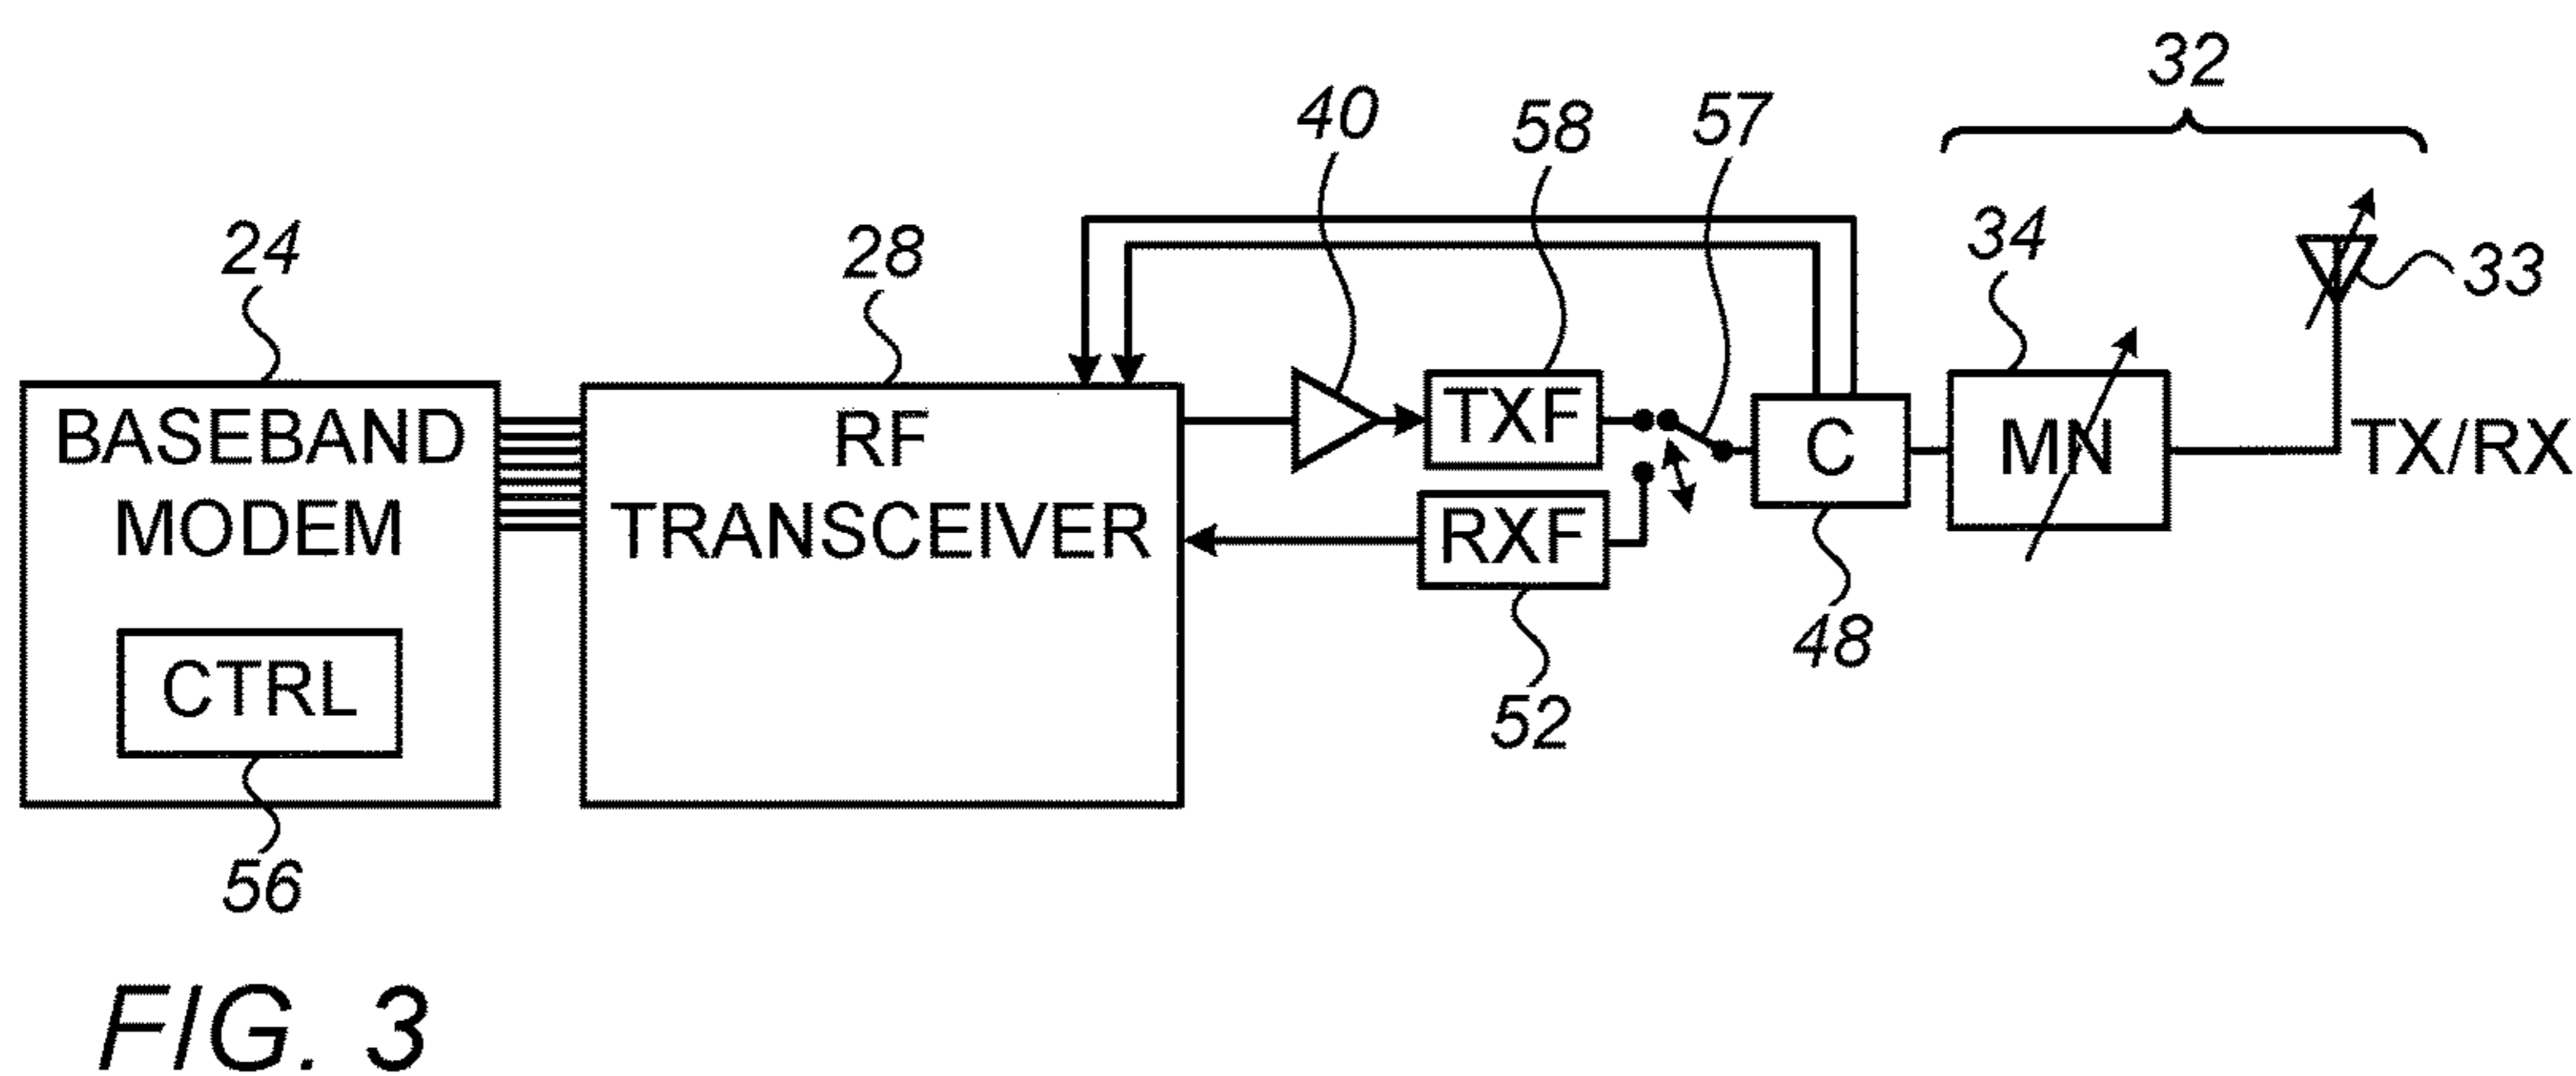 32
40
58
57
24
28
34
33
BASEBAND
MODEM
RF
TRANSCEIVER
TXF
RXF
C
MN
TX/RX
CTRL
48
52
56
FIG. 3